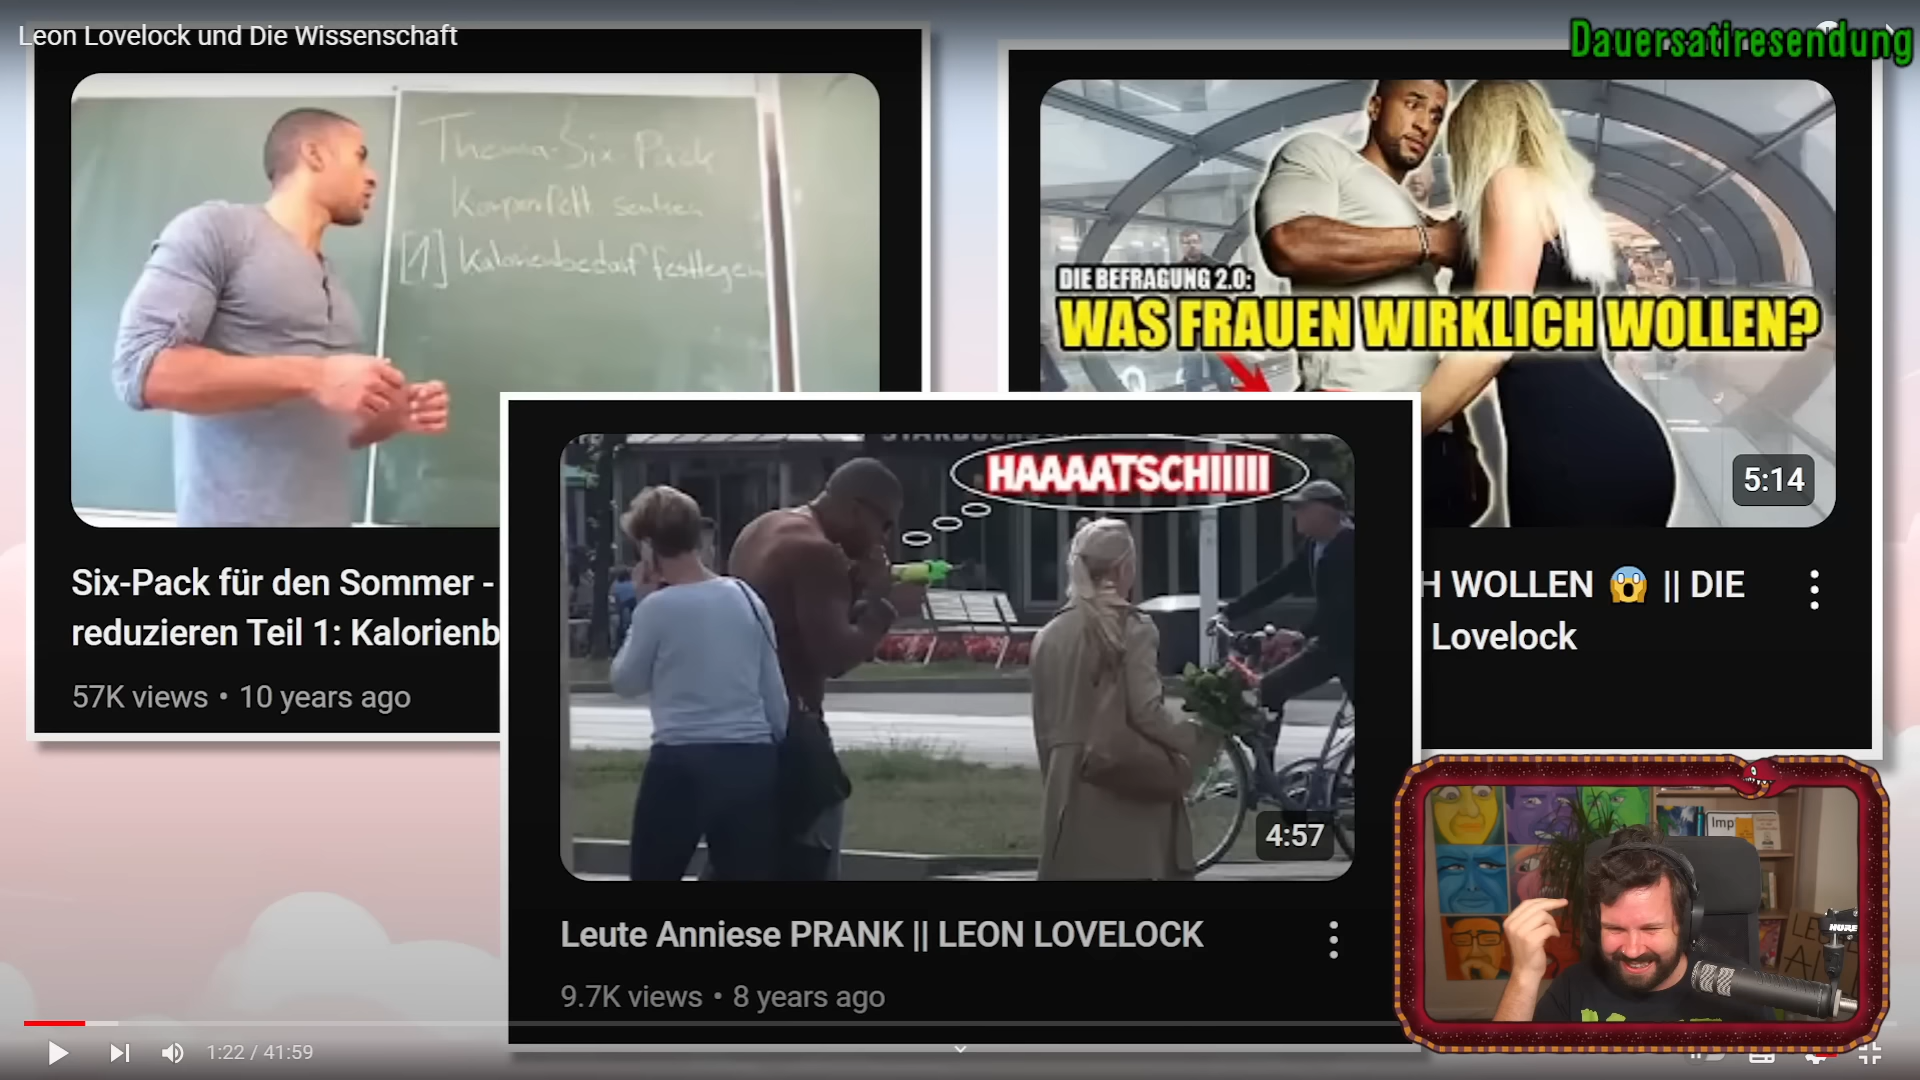 Leon Lovelock und Die Wissenschaft
Dauersatiresendung
Thema Six Pack
[1] Kalorienbedarf festlegen
DIE BEFRAGUNG 2.0:
WAS FRAUEN WIRKLICH WOLLEN?
5:14
HAAAATSCHIIIII
Six-Pack für den Sommer -
reduzieren Teil 1: Kalorienb
57K views • 10 years ago
H WOLLEN 😱 || DIE
Lovelock
4:57
Leute Anniese PRANK || LEON LOVELOCK
9.7K views • 8 years ago
Imp
1:22 / 41:59